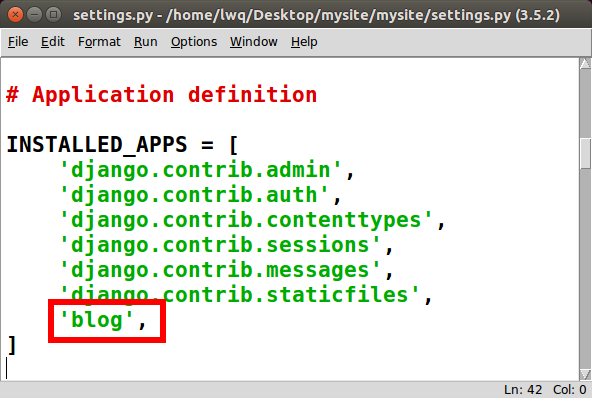 settings.py - /home/lwq/Desktop/mysite/mysite/settings.py (3.5.2)
File Edit Format Run Options Window Help
# Application definition
INSTALLED_APPS = [
    'django.contrib.admin',
    'django.contrib.auth',
    'django.contrib.contenttypes',
    'django.contrib.sessions',
    'django.contrib.messages',
    'django.contrib.staticfiles',
    'blog',
]
Ln: 42 Col: 0